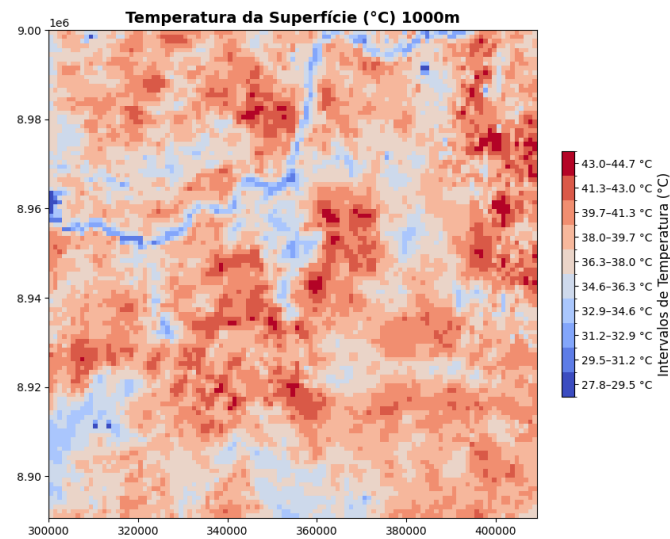 Temperatura da Superfície (°C) 1000m
1e6
9.00
8.98
8.96
8.94
8.92
8.90
300000
320000
340000
360000
380000
400000
43.0–44.7 °C
41.3–43.0 °C
39.7–41.3 °C
38.0–39.7 °C
36.3–38.0 °C
34.6–36.3 °C
32.9–34.6 °C
31.2–32.9 °C
29.5–31.2 °C
27.8–29.5 °C
Intervalos de Temperatura (°C)